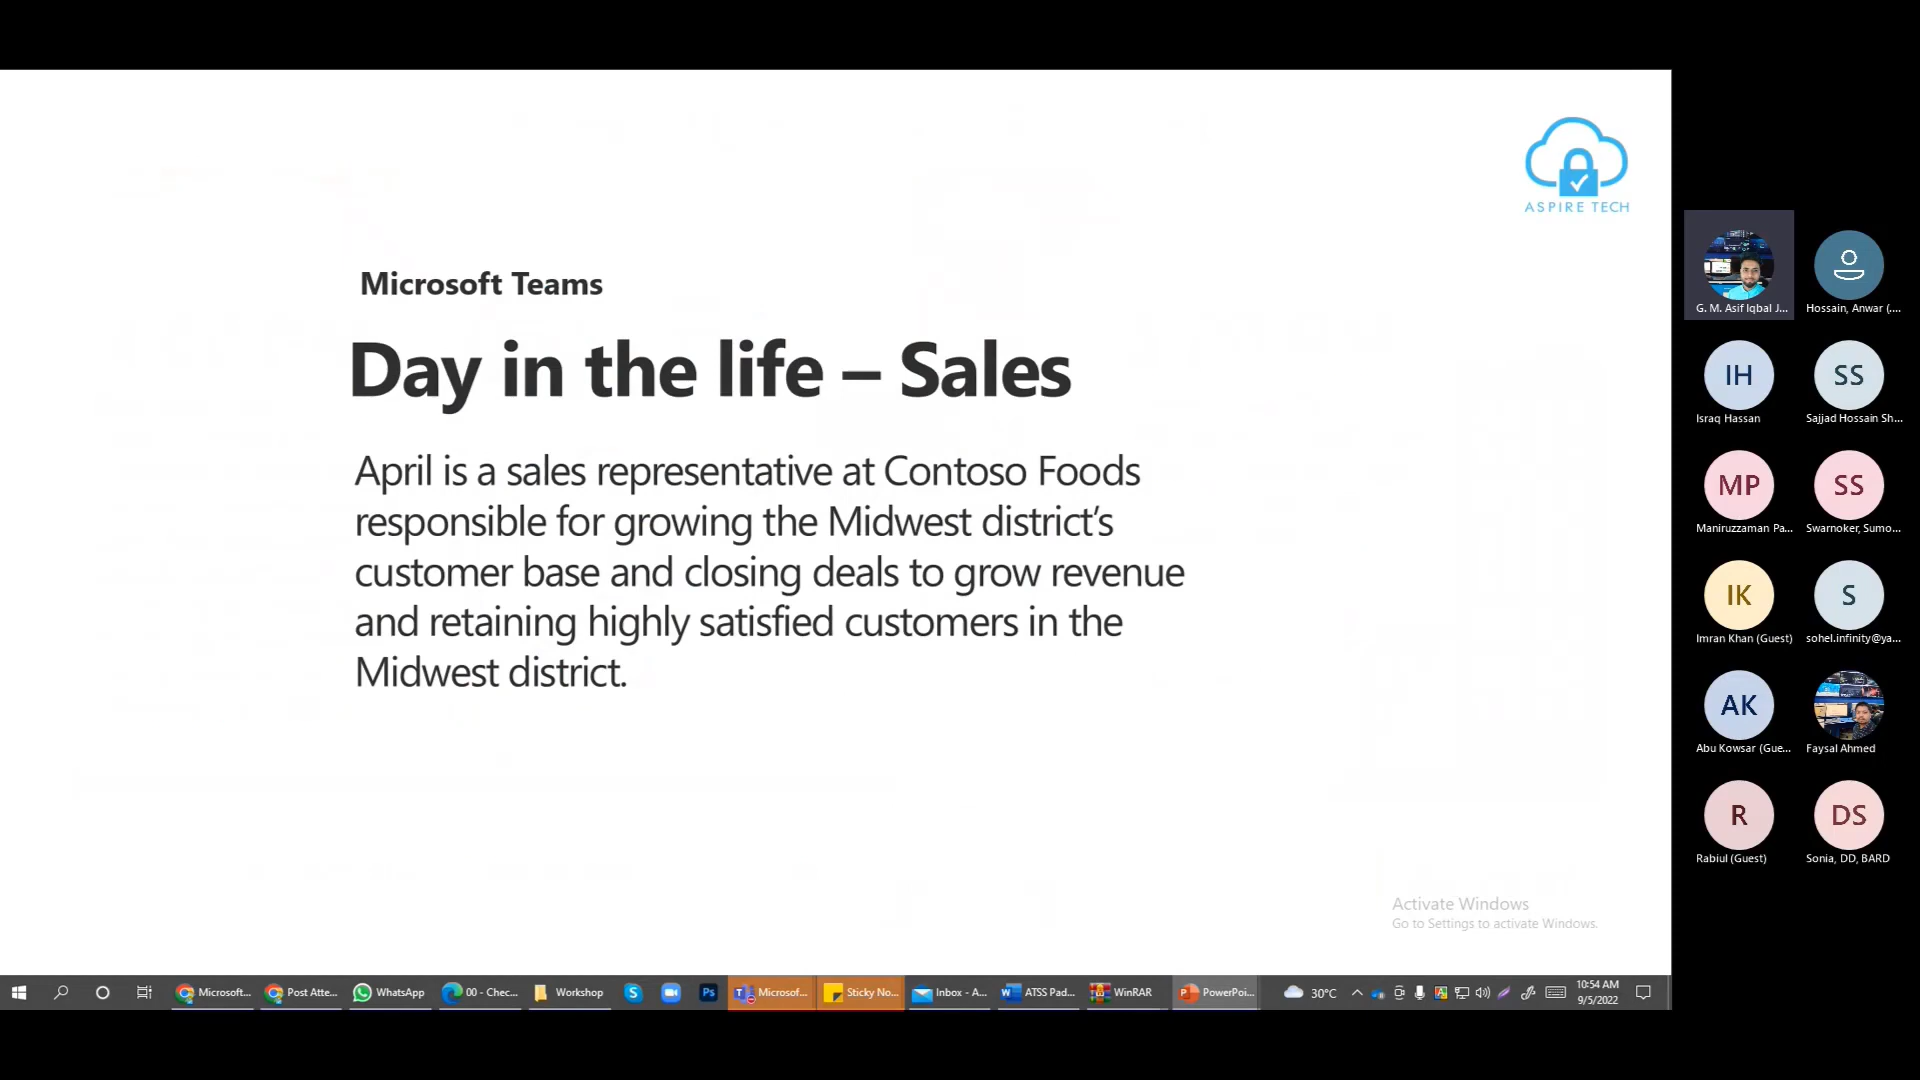 ASPIRE TECH
Microsoft Teams
Day in the life – Sales
April is a sales representative at Contoso Foods
responsible for growing the Midwest district’s
customer base and closing deals to grow revenue
and retaining highly satisfied customers in the
Midwest district.
Activate Windows
Go to Settings to activate Windows.
G. M. Asif Iqbal J...
Hossain, Anwar (....
IH
SS
Israq Hassan
Sajjad Hossain Sh...
MP
SS
Maniruzzaman Pa...
Swarnoker, Sumo...
IK
S
Imran Khan (Guest)
sohel.infinity@ya...
AK
Abu Kowsar (Gue...
Faysal Ahmed
R
DS
Rabiul (Guest)
Sonia, DD, BARD
Microsoft...
Post Atte...
WhatsApp
00 - Chec...
Workshop
Ps
Microsof...
Sticky No...
Inbox - A...
ATSS Pad...
WinRAR
PowerPoi...
30°C
10:54 AM
9/5/2022